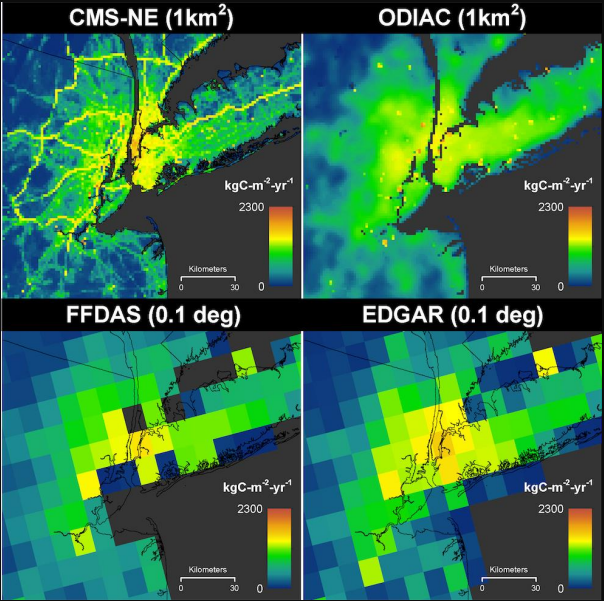 CMS-NE (1km²)
ODIAC (1km²)
kgC-m⁻²-yr⁻¹
2300
0
Kilometers
0 30
kgC-m⁻²-yr⁻¹
2300
0
Kilometers
0 30
FFDAS (0.1 deg)
EDGAR (0.1 deg)
kgC-m⁻²-yr⁻¹
2300
0
Kilometers
0 30
kgC-m⁻²-yr⁻¹
2300
0
Kilometers
0 30